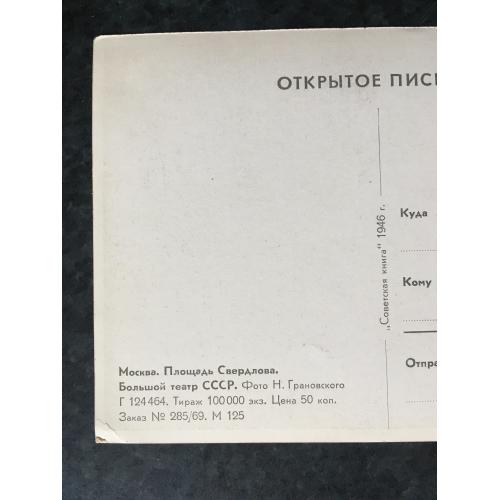 ОТКРЫТОЕ ПИС
Куда
Кому
Отпра
„Советская книга" 1946 г.
Москва. Площадь Свердлова.
Большой театр СССР. Фото Н. Грановского
Г 124464. Тираж 100000 экз. Цена 50 коп.
Заказ № 285/69. М 125